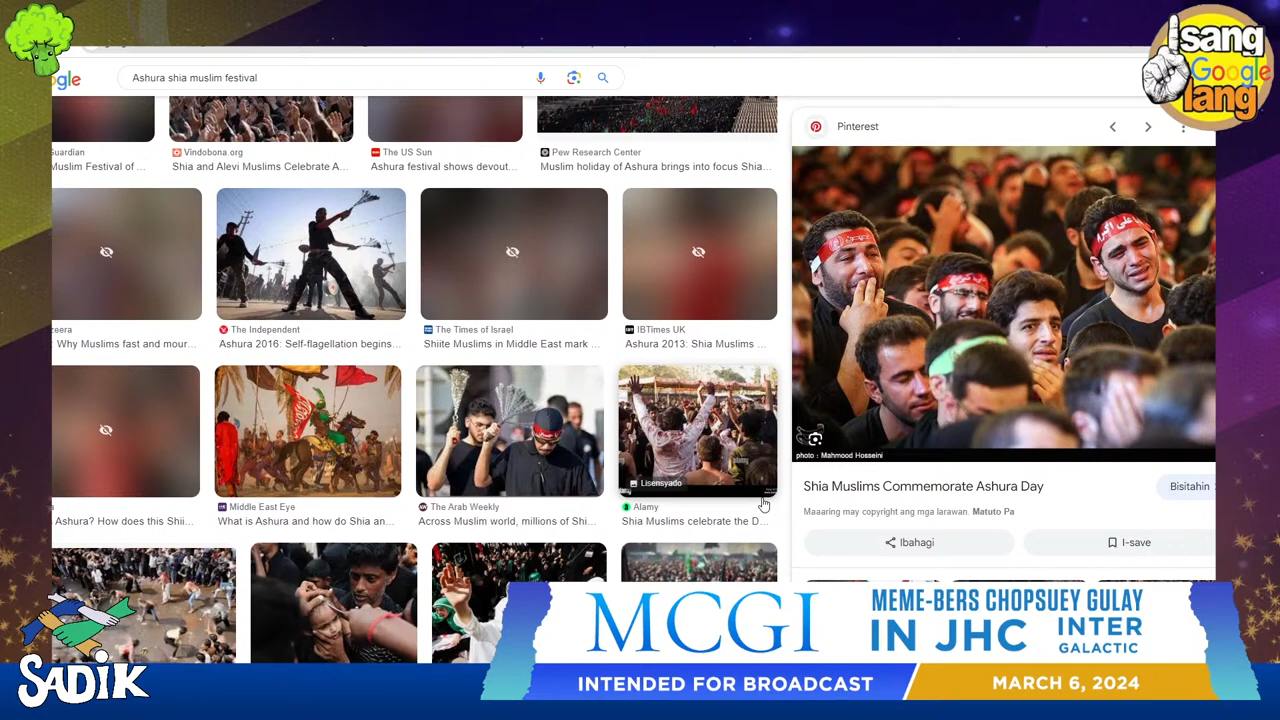 Isang
Google
lang
gle
Ashura shia muslim festival
Guardian
Muslim Festival of ...
Vindobona.org
Shia and Alevi Muslims Celebrate A...
The US Sun
Ashura festival shows devout...
Pew Research Center
Muslim holiday of Ashura brings into focus Shia...
Pinterest
zeera
: Why Muslims fast and mour...
The Independent
Ashura 2016: Self-flagellation begins...
The Times of Israel
Shiite Muslims in Middle East mark ...
IBTimes UK
Ashura 2013: Shia Muslims ...
photo : Mahmood Hosseini
Shia Muslims Commemorate Ashura Day
Bisitahin
Maaaring may copyright ang mga larawan. Matuto Pa
Ibahagi
I-save
Lisensyado
alamy
Ashura? How does this Shii...
Middle East Eye
What is Ashura and how do Shia an...
The Arab Weekly
Across Muslim world, millions of Shi...
Alamy
Shia Muslims celebrate the D...
MCGI
MEME-BERS CHOPSUEY GULAY
IN JHC
INTER
GALACTIC
SADIK
INTENDED FOR BROADCAST
MARCH 6, 2024